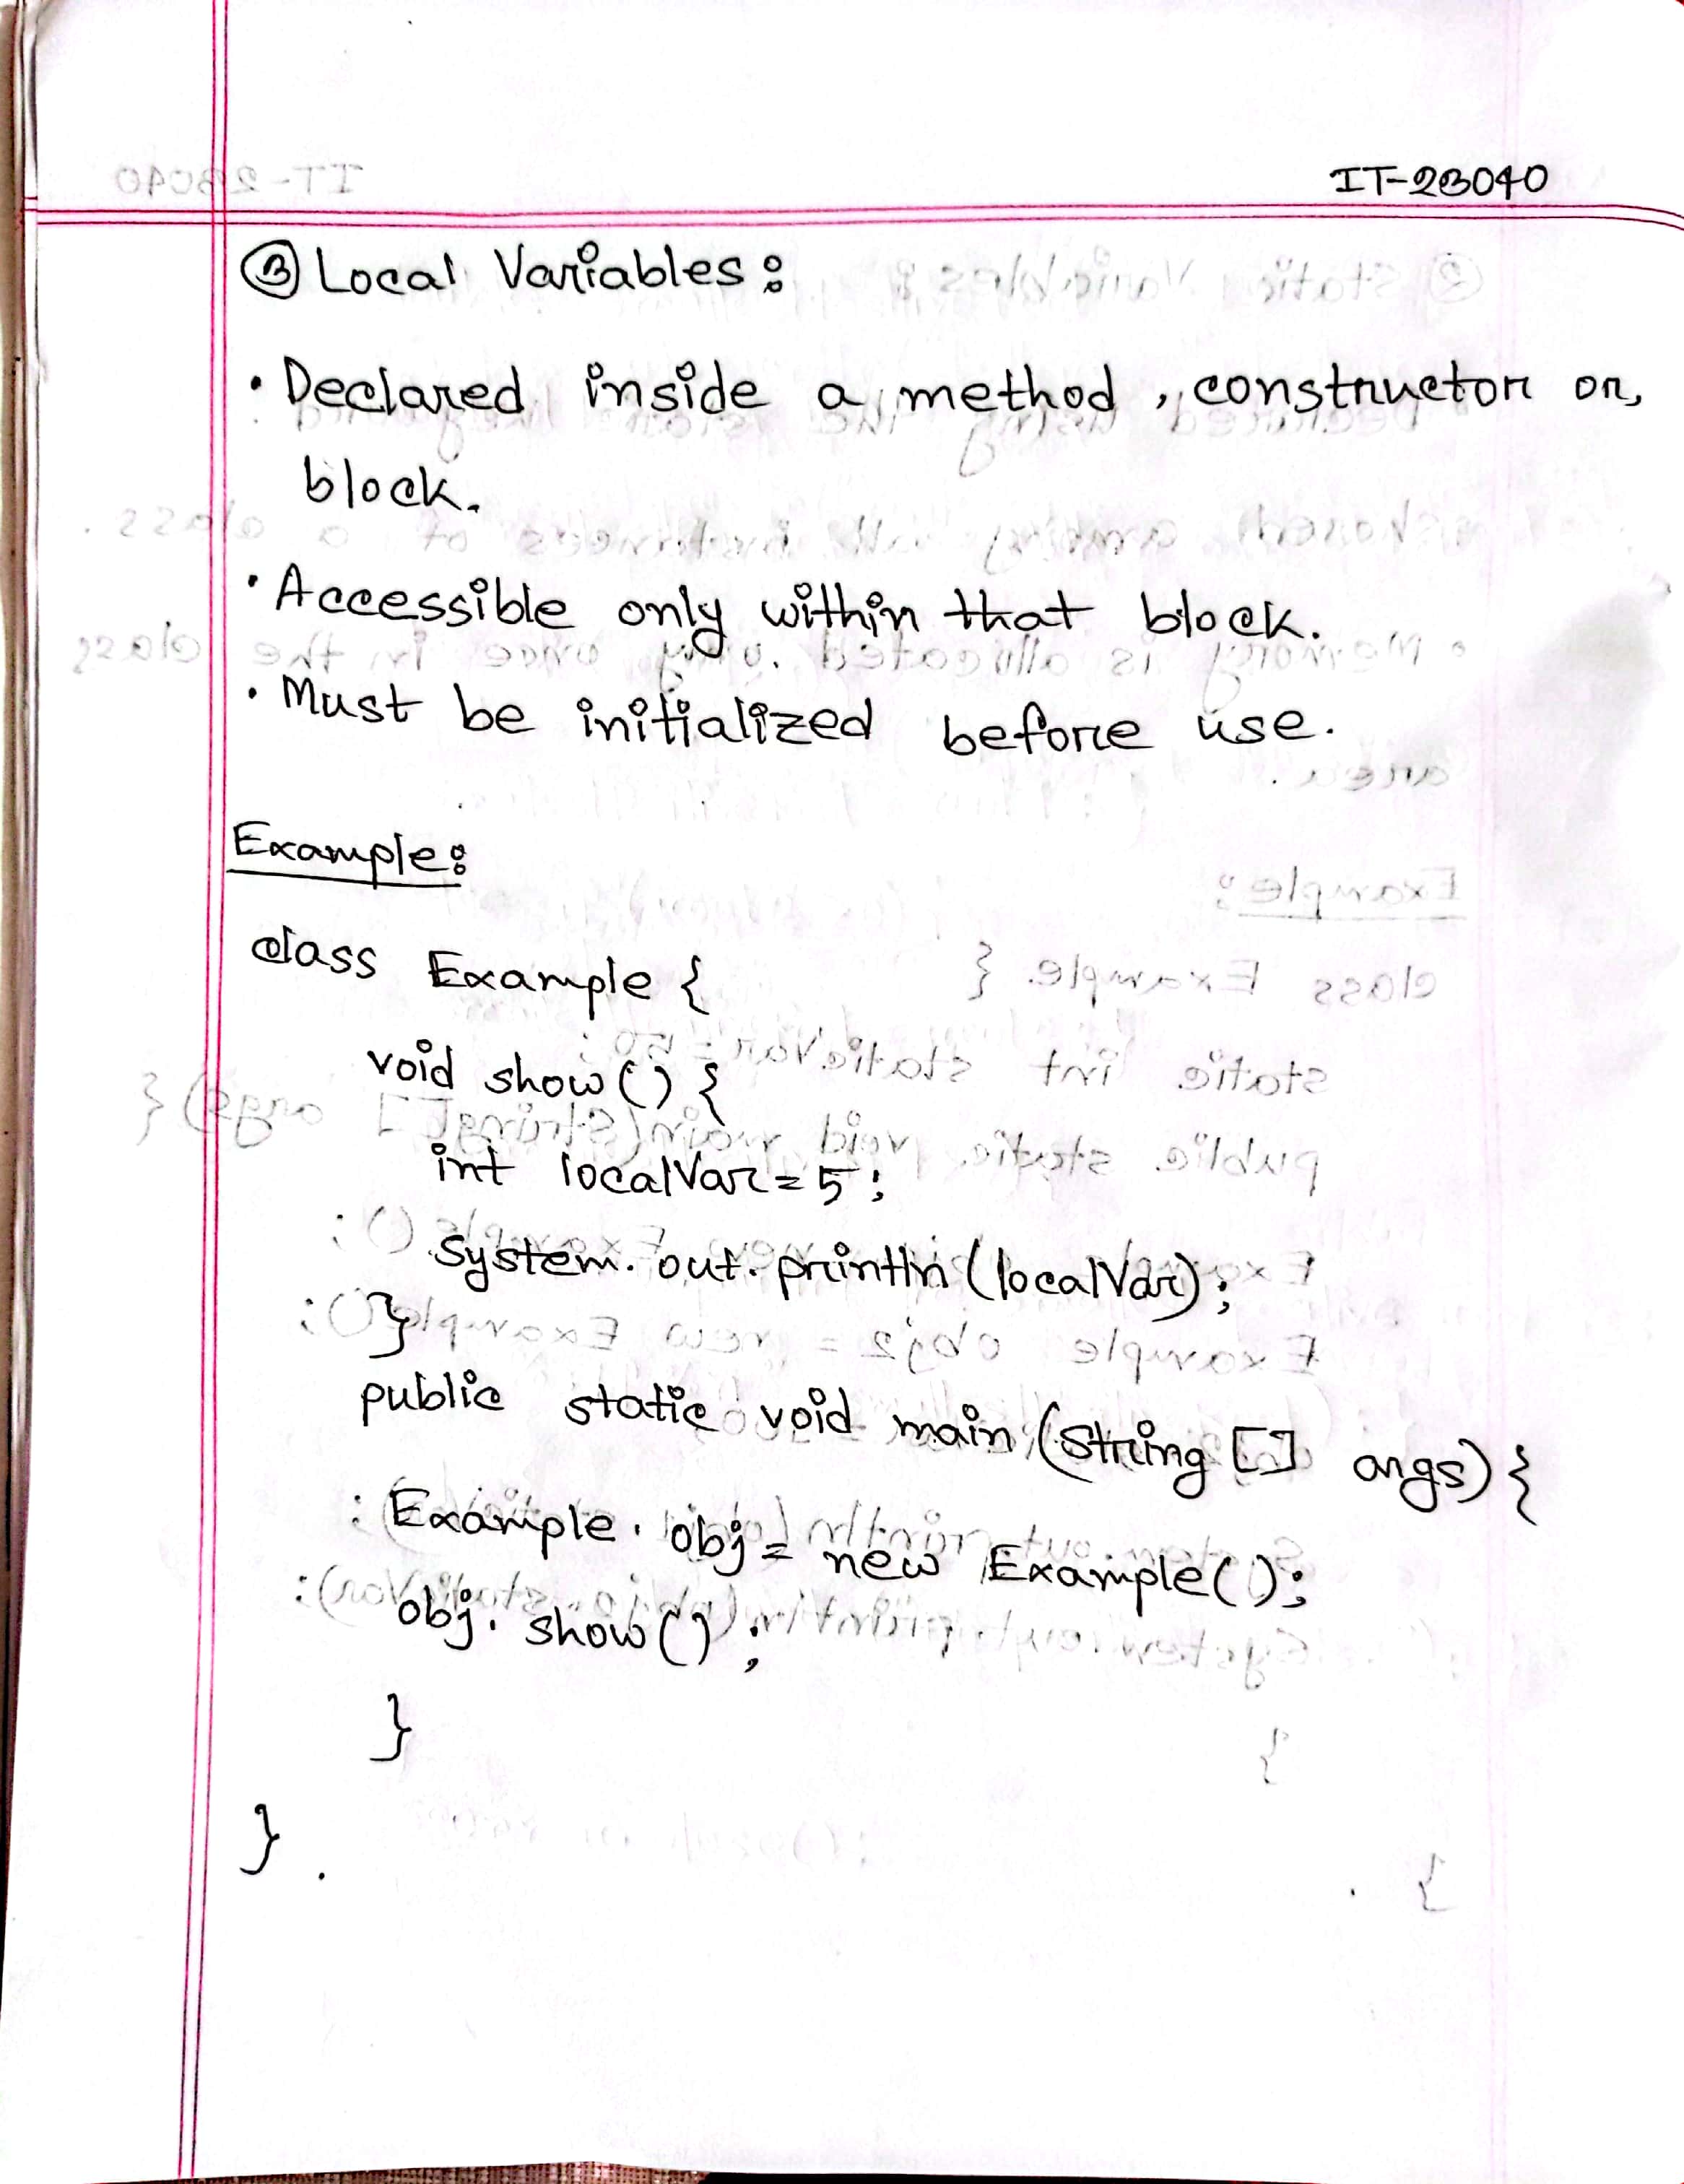 IT-23040
③ Local Variables:
• Declared inside a method, constructor or,
block.
• Accessible only within that block.
• Must be initialized before use.
Example:
class Example {
void show() {
int localVar = 5;
System.out.println(localVar);
}
public static void main(String [] args) {
Example obj = new Example();
obj.show();
}
}.